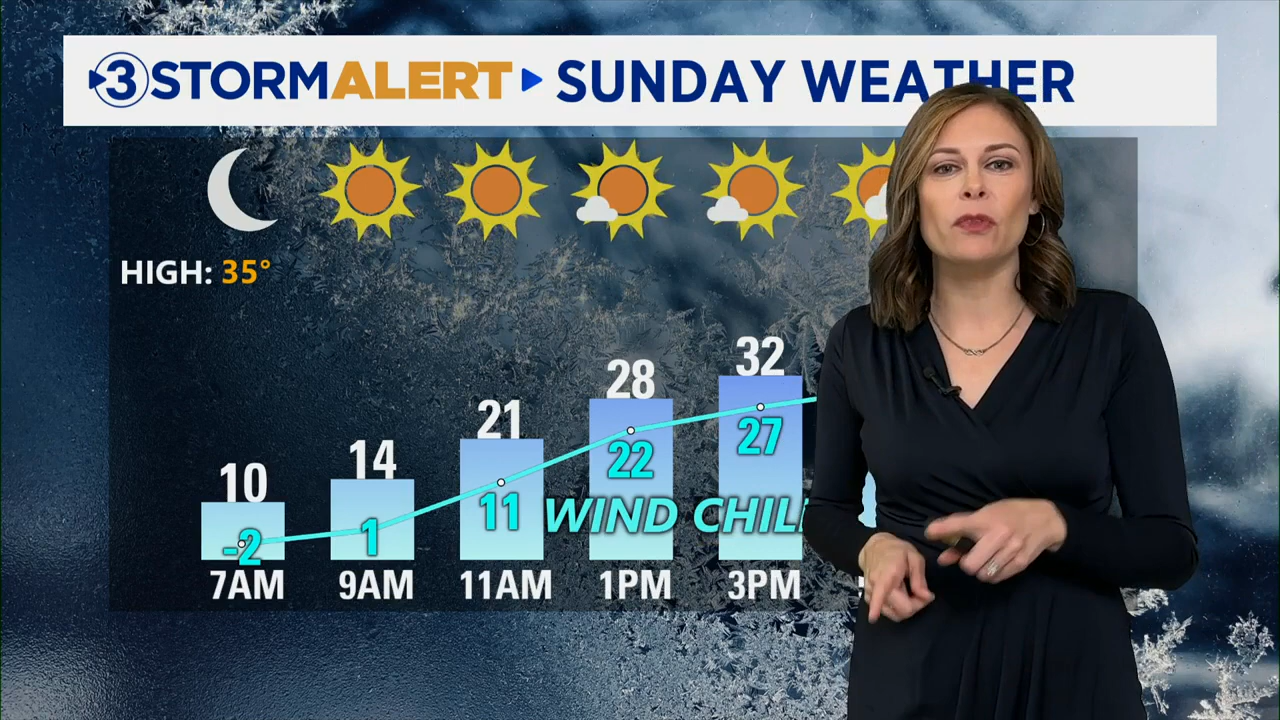 3 STORMALERT SUNDAY WEATHER
HIGH: 35°
10 14 21 28 32
-2 1 11 22 27
WIND CHILL
7AM 9AM 11AM 1PM 3PM